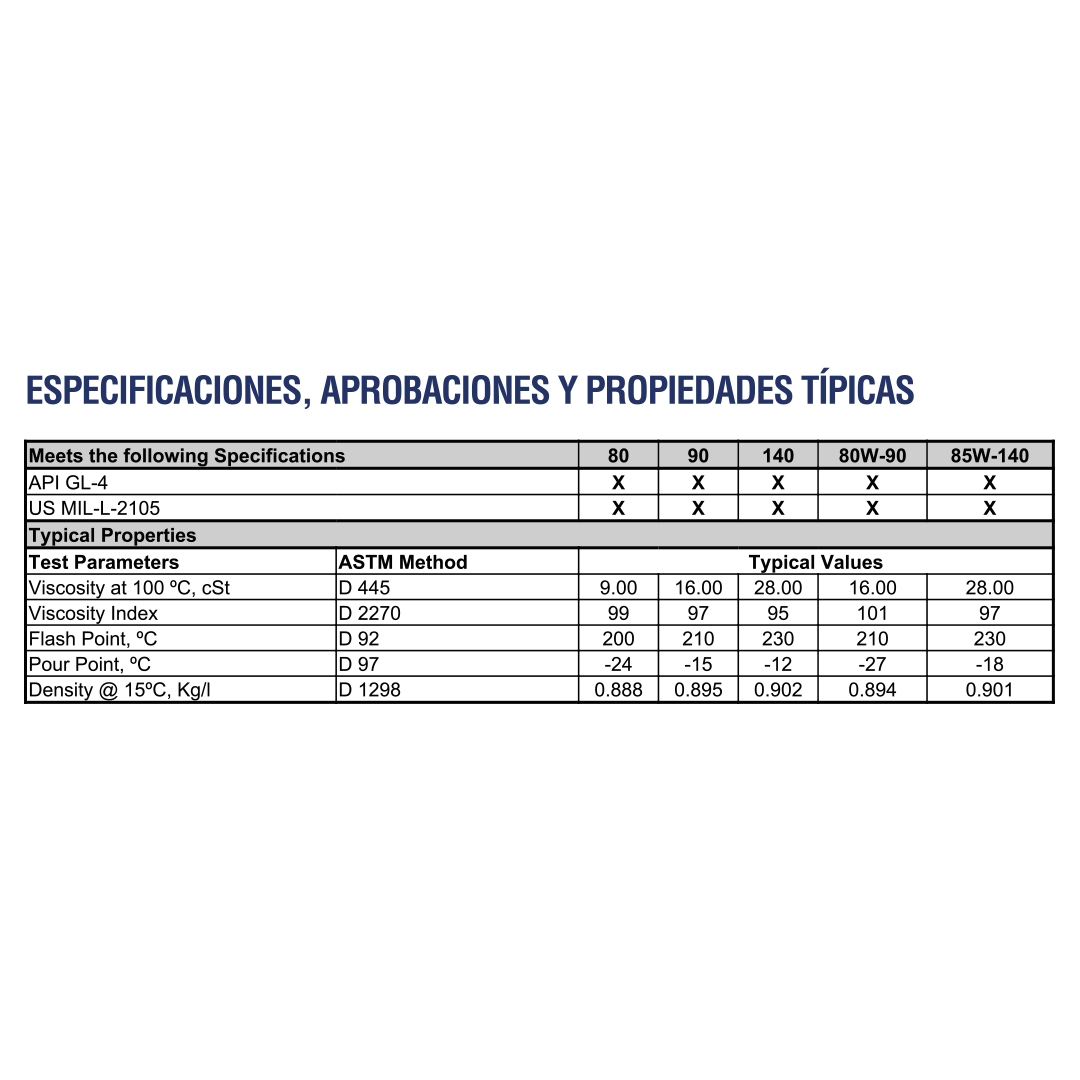 ESPECIFICACIONES, APROBACIONES Y PROPIEDADES TÍPICAS
Meets the following Specifications 80 90 140 80W-90 85W-140
API GL-4 X X X X X
US MIL-L-2105 X X X X X
Typical Properties
Test Parameters ASTM Method Typical Values
Viscosity at 100 ºC, cSt D 445 9.00 16.00 28.00 16.00 28.00
Viscosity Index D 2270 99 97 95 101 97
Flash Point, ºC D 92 200 210 230 210 230
Pour Point, ºC D 97 -24 -15 -12 -27 -18
Density @ 15ºC, Kg/l D 1298 0.888 0.895 0.902 0.894 0.901